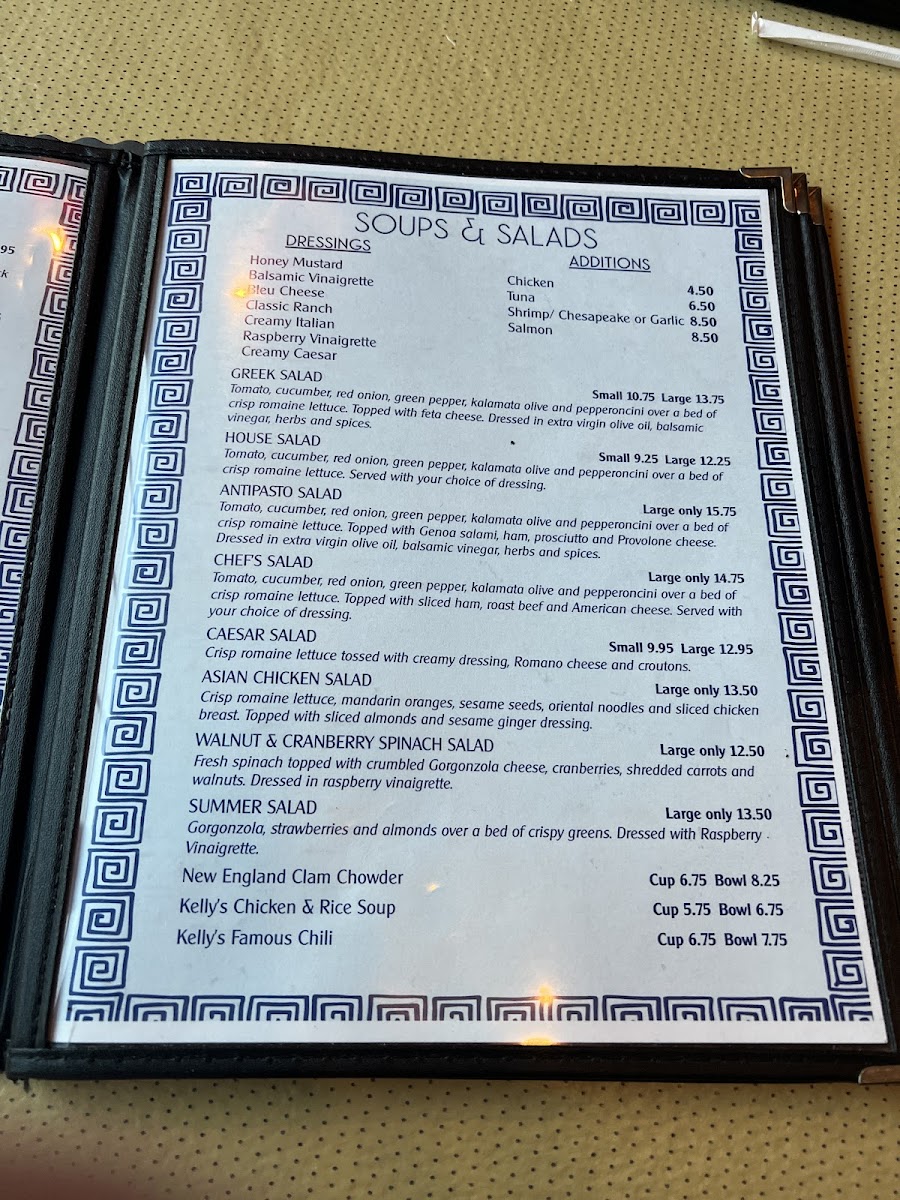 95
SOUPS & SALADS
DRESSINGS
Honey Mustard
Balsamic Vinaigrette
Bleu Cheese
Classic Ranch
Creamy Italian
Raspberry Vinaigrette
Creamy Caesar
ADDITIONS
Chicken 4.50
Tuna 6.50
Shrimp/ Chesapeake or Garlic 8.50
Salmon 8.50
GREEK SALAD Small 10.75 Large 13.75
Tomato, cucumber, red onion, green pepper, kalamata olive and pepperoncini over a bed of
crisp romaine lettuce. Topped with feta cheese. Dressed in extra virgin olive oil, balsamic
vinegar, herbs and spices.
HOUSE SALAD Small 9.25 Large 12.25
Tomato, cucumber, red onion, green pepper, kalamata olive and pepperoncini over a bed of
crisp romaine lettuce. Served with your choice of dressing.
ANTIPASTO SALAD Large only 15.75
Tomato, cucumber, red onion, green pepper, kalamata olive and pepperoncini over a bed of
crisp romaine lettuce. Topped with Genoa salami, ham, prosciutto and Provolone cheese.
Dressed in extra virgin olive oil, balsamic vinegar, herbs and spices.
CHEF'S SALAD Large only 14.75
Tomato, cucumber, red onion, green pepper, kalamata olive and pepperoncini over a bed of
crisp romaine lettuce. Topped with sliced ham, roast beef and American cheese. Served with
your choice of dressing.
CAESAR SALAD Small 9.95 Large 12.95
Crisp romaine lettuce tossed with creamy dressing, Romano cheese and croutons.
ASIAN CHICKEN SALAD Large only 13.50
Crisp romaine lettuce, mandarin oranges, sesame seeds, oriental noodles and sliced chicken
breast. Topped with sliced almonds and sesame ginger dressing.
WALNUT & CRANBERRY SPINACH SALAD Large only 12.50
Fresh spinach topped with crumbled Gorgonzola cheese, cranberries, shredded carrots and
walnuts. Dressed in raspberry vinaigrette.
SUMMER SALAD Large only 13.50
Gorgonzola, strawberries and almonds over a bed of crispy greens. Dressed with Raspberry
Vinaigrette.
New England Clam Chowder Cup 6.75 Bowl 8.25
Kelly's Chicken & Rice Soup Cup 5.75 Bowl 6.75
Kelly's Famous Chili Cup 6.75 Bowl 7.75